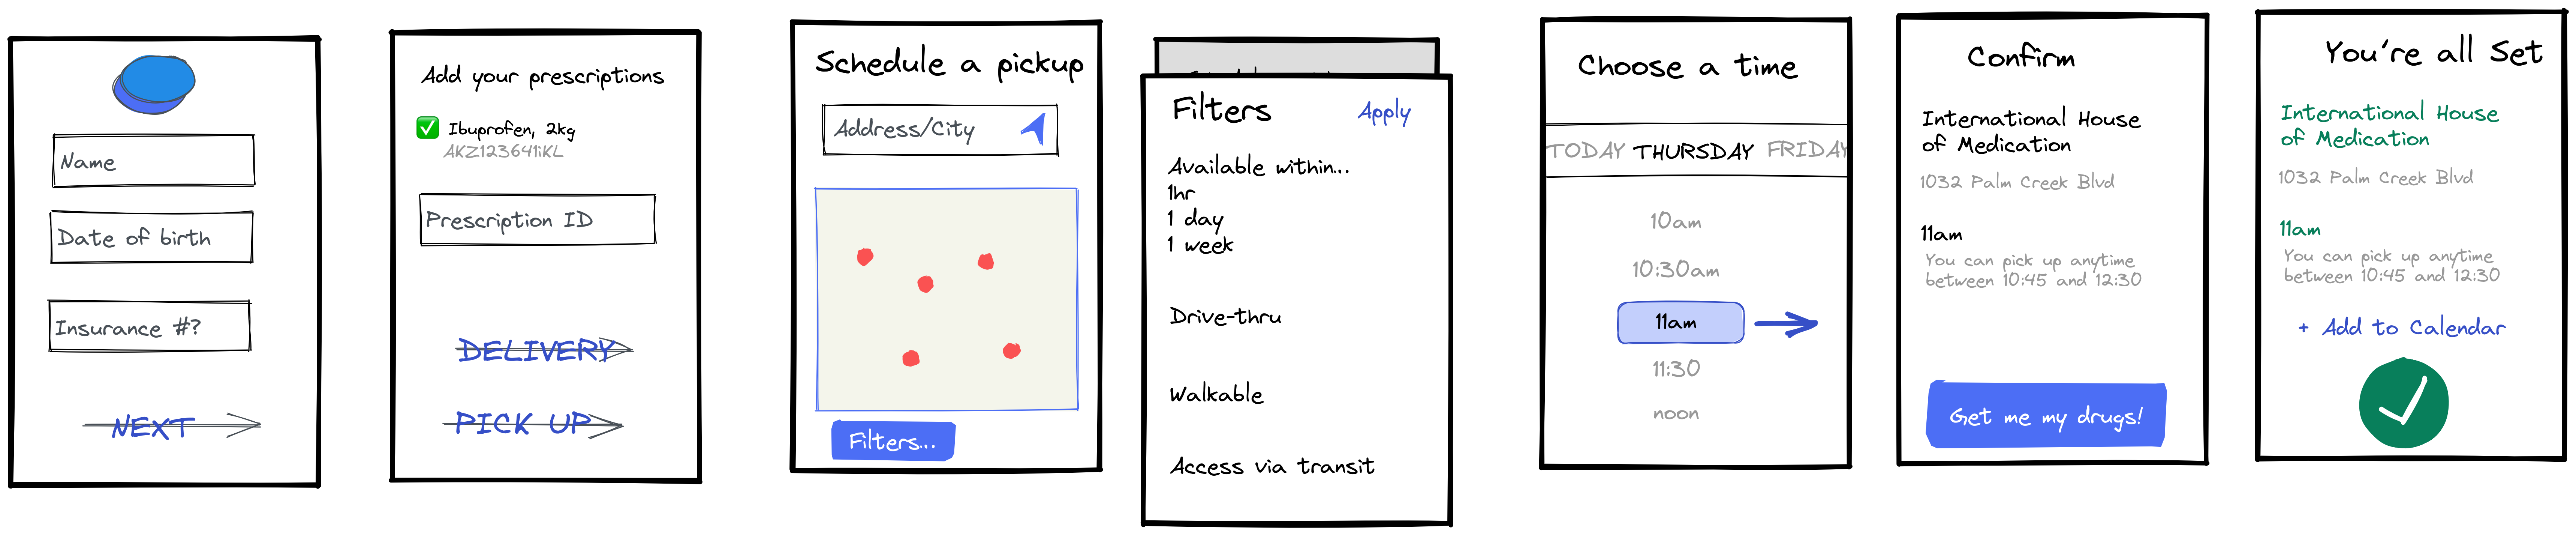 Name
Date of birth
Insurance #?
NEXT
Add your prescriptions
Ibuprofen, 2kg
AKZ123641iKL
Prescription ID
DELIVERY
PICK UP
Schedule a pickup
Address/City
Filters...
Filters
Apply
Available within...
1hr
1 day
1 week
Drive-thru
Walkable
Access via transit
Choose a time
TODAY THURSDAY FRIDAY
10am
10:30am
11am
11:30
noon
Confirm
International House
of Medication
1032 Palm Creek Blvd
11am
You can pick up anytime
between 10:45 and 12:30
Get me my drugs!
You're all Set
International House
of Medication
1032 Palm Creek Blvd
11am
You can pick up anytime
between 10:45 and 12:30
+ Add to Calendar